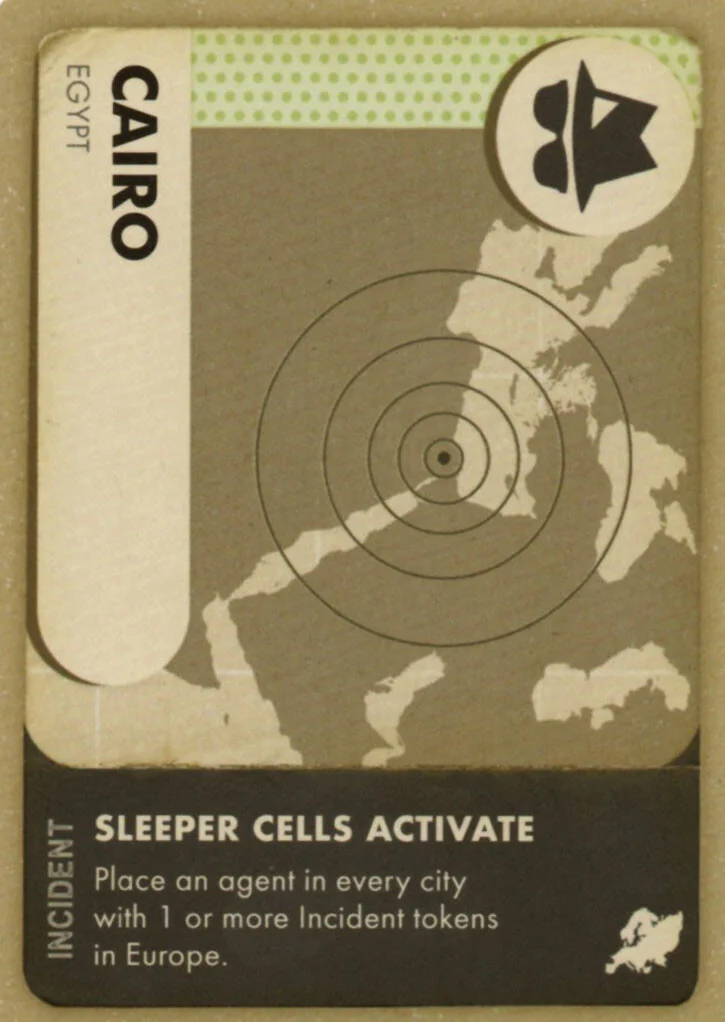 CAIRO
EGYPT
INCIDENT
SLEEPER CELLS ACTIVATE
Place an agent in every city
with 1 or more Incident tokens
in Europe.